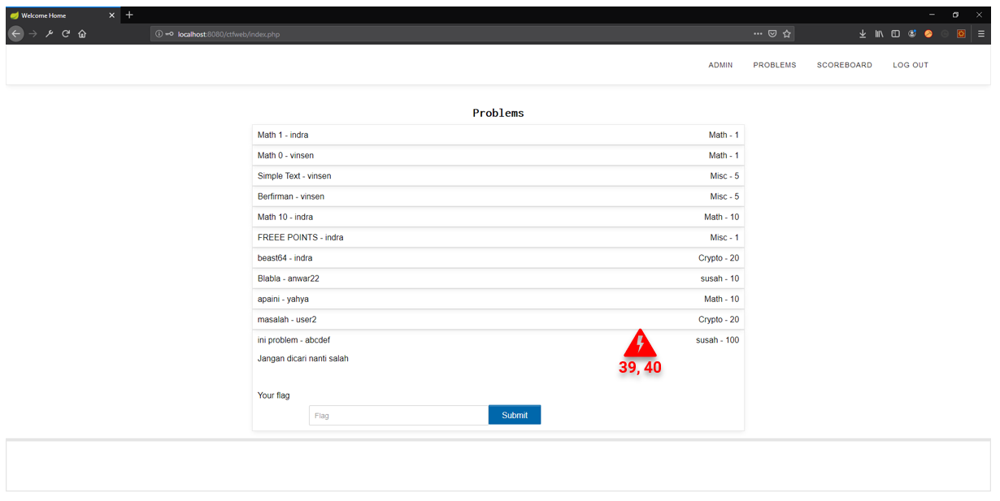 Welcome Home
localhost:8080/ctfweb/index.php
ADMIN PROBLEMS SCOREBOARD LOG OUT
Problems
Math 1 - indra Math - 1
Math 0 - vinsen Math - 1
Simple Text - vinsen Misc - 5
Berfirman - vinsen Misc - 5
Math 10 - indra Math - 10
FREEE POINTS - indra Misc - 1
beast64 - indra Crypto - 20
Blabla - anwar22 susah - 10
apaini - yahya Math - 10
masalah - user2 Crypto - 20
ini problem - abcdef susah - 100
Jangan dicari nanti salah
39, 40
Your flag
Flag Submit